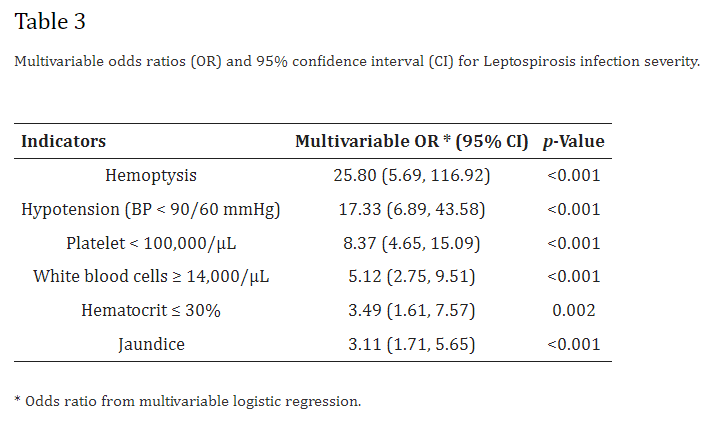 Table 3
Multivariable odds ratios (OR) and 95% confidence interval (CI) for Leptospirosis infection severity.
Indicators Multivariable OR * (95% CI) p-Value
Hemoptysis 25.80 (5.69, 116.92) <0.001
Hypotension (BP < 90/60 mmHg) 17.33 (6.89, 43.58) <0.001
Platelet < 100,000/μL 8.37 (4.65, 15.09) <0.001
White blood cells ≥ 14,000/μL 5.12 (2.75, 9.51) <0.001
Hematocrit ≤ 30% 3.49 (1.61, 7.57) 0.002
Jaundice 3.11 (1.71, 5.65) <0.001
* Odds ratio from multivariable logistic regression.